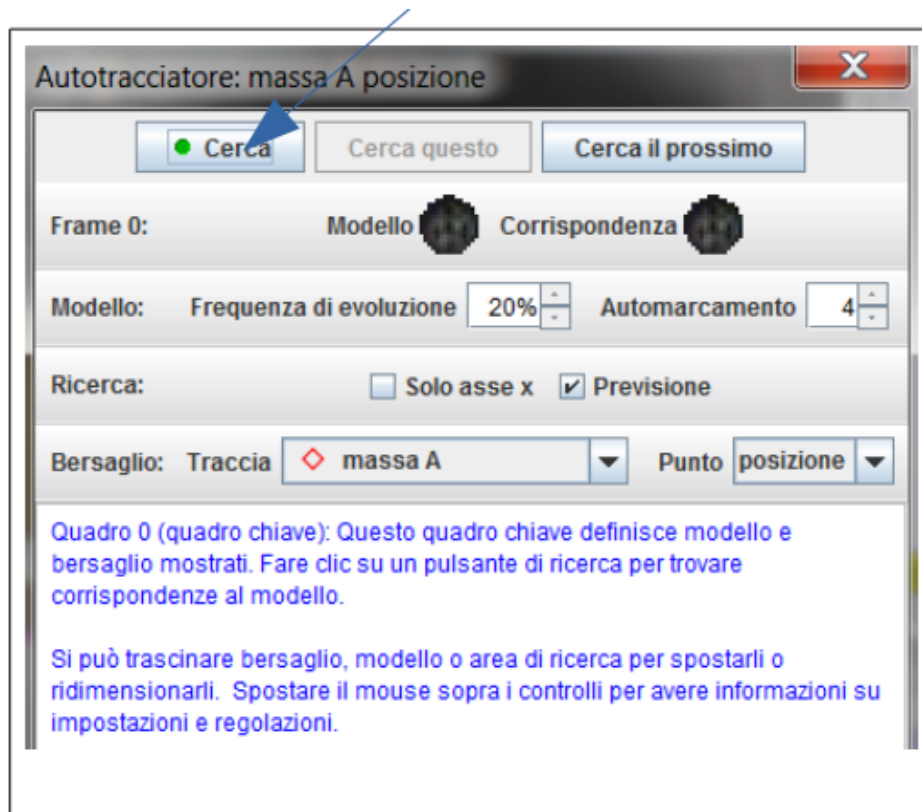 Autotracciatore: massa A posizione
Cerca Cerca questo Cerca il prossimo
Frame 0: Modello Corrispondenza
Modello: Frequenza di evoluzione 20% Automarcamento 4
Ricerca: Solo asse x Previsione
Bersaglio: Traccia massa A Punto posizione
Quadro 0 (quadro chiave): Questo quadro chiave definisce modello e
bersaglio mostrati. Fare clic su un pulsante di ricerca per trovare
corrispondenze al modello.
Si può trascinare bersaglio, modello o area di ricerca per spostarli o
ridimensionarli. Spostare il mouse sopra i controlli per avere informazioni su
impostazioni e regolazioni.